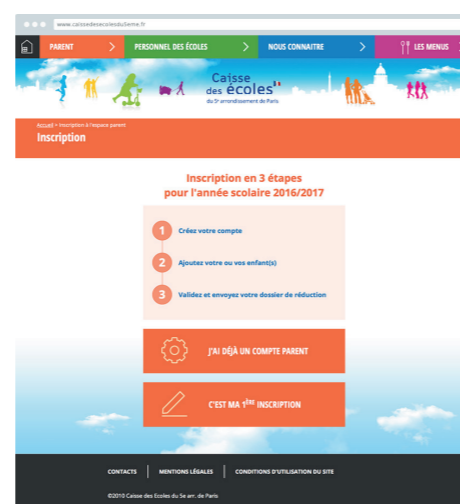 www.caissedesecolesdu5eme.fr
PARENT
PERSONNEL DES ÉCOLES
NOUS CONNAITRE
LES MENUS
Caisse
des écoles
du 5e arrondissement de Paris
Accueil > Inscription à l'espace parent
Inscription
Inscription en 3 étapes
pour l'année scolaire 2016/2017
1 Créez votre compte
2 Ajoutez votre ou vos enfant(s)
3 Validez et envoyez votre dossier de réduction
J'AI DÉJÀ UN COMPTE PARENT
C'EST MA 1ÈRE INSCRIPTION
CONTACTS
MENTIONS LÉGALES
CONDITIONS D'UTILISATION DU SITE
©2010 Caisse des Ecoles du 5e arr. de Paris